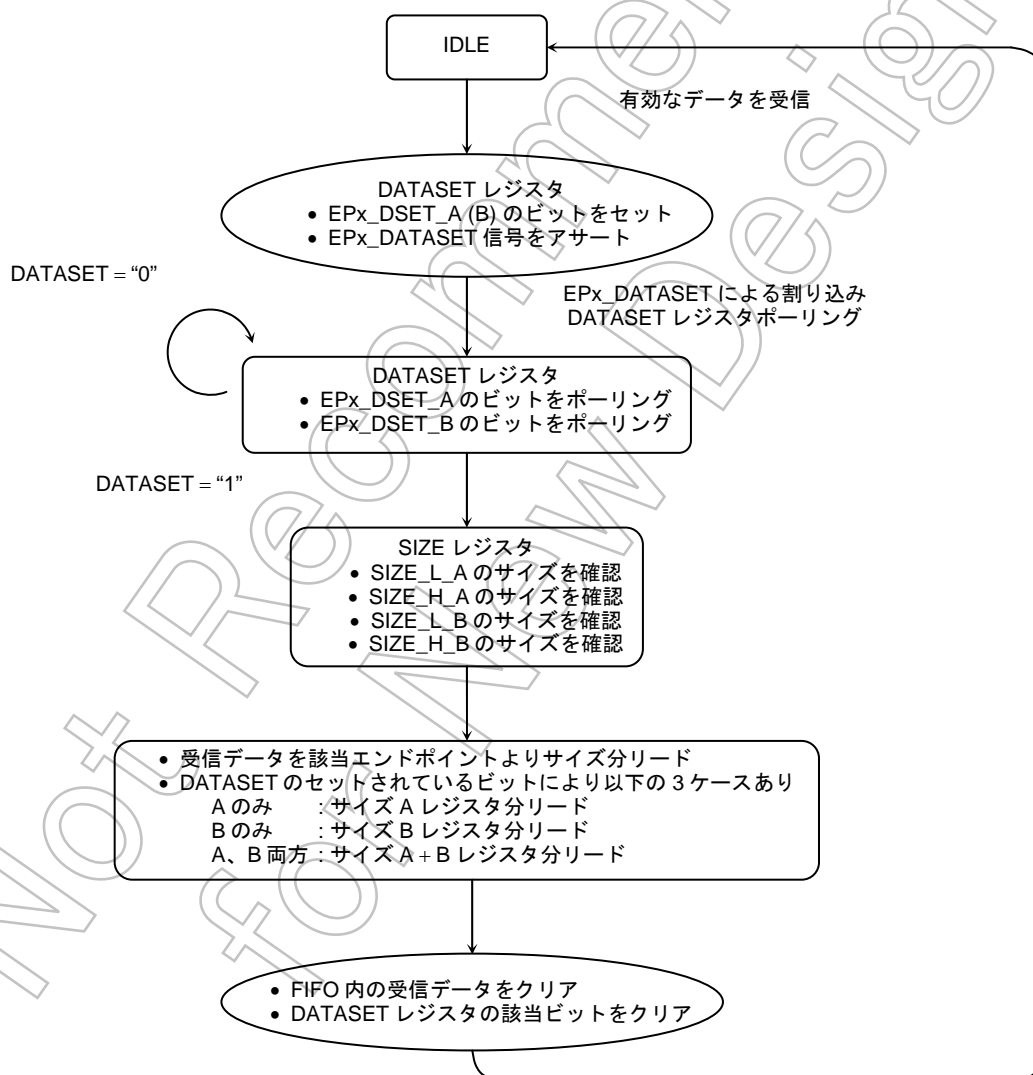 IDLE
有効なデータを受信
DATASET レジスタ
• EPx_DSET_A (B) のビットをセット
• EPx_DATASET 信号をアサート
DATASET = “0”
EPx_DATASET による割り込み
DATASET レジスタポーリング
DATASET レジスタ
• EPx_DSET_A のビットをポーリング
• EPx_DSET_B のビットをポーリング
DATASET = “1”
SIZE レジスタ
• SIZE_L_A のサイズを確認
• SIZE_H_A のサイズを確認
• SIZE_L_B のサイズを確認
• SIZE_H_B のサイズを確認
• 受信データを該当エンドポイントよりサイズ分リード
• DATASET のセットされているビットにより以下の 3 ケースあり
A のみ ：サイズ A レジスタ分リード
B のみ ：サイズ B レジスタ分リード
A、B 両方：サイズ A + B レジスタ分リード
• FIFO 内の受信データをクリア
• DATASET レジスタの該当ビットをクリア
Not Recommen
for New Design